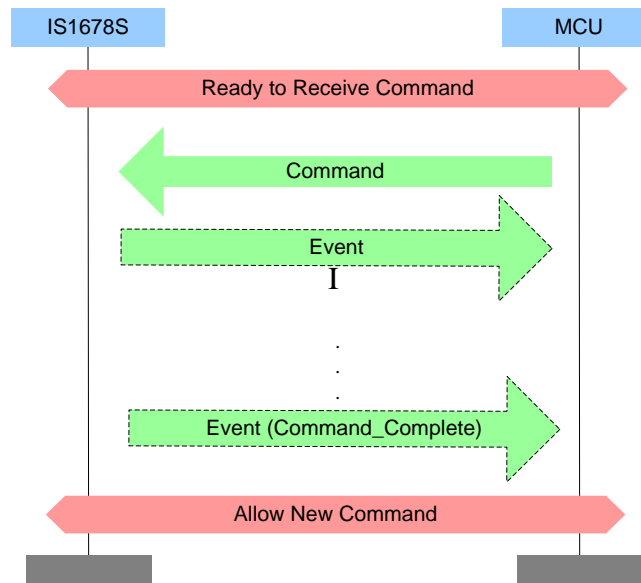 IS1678S
MCU
Ready to Receive Command
Command
Event
I
.
.
.
Event (Command_Complete)
Allow New Command